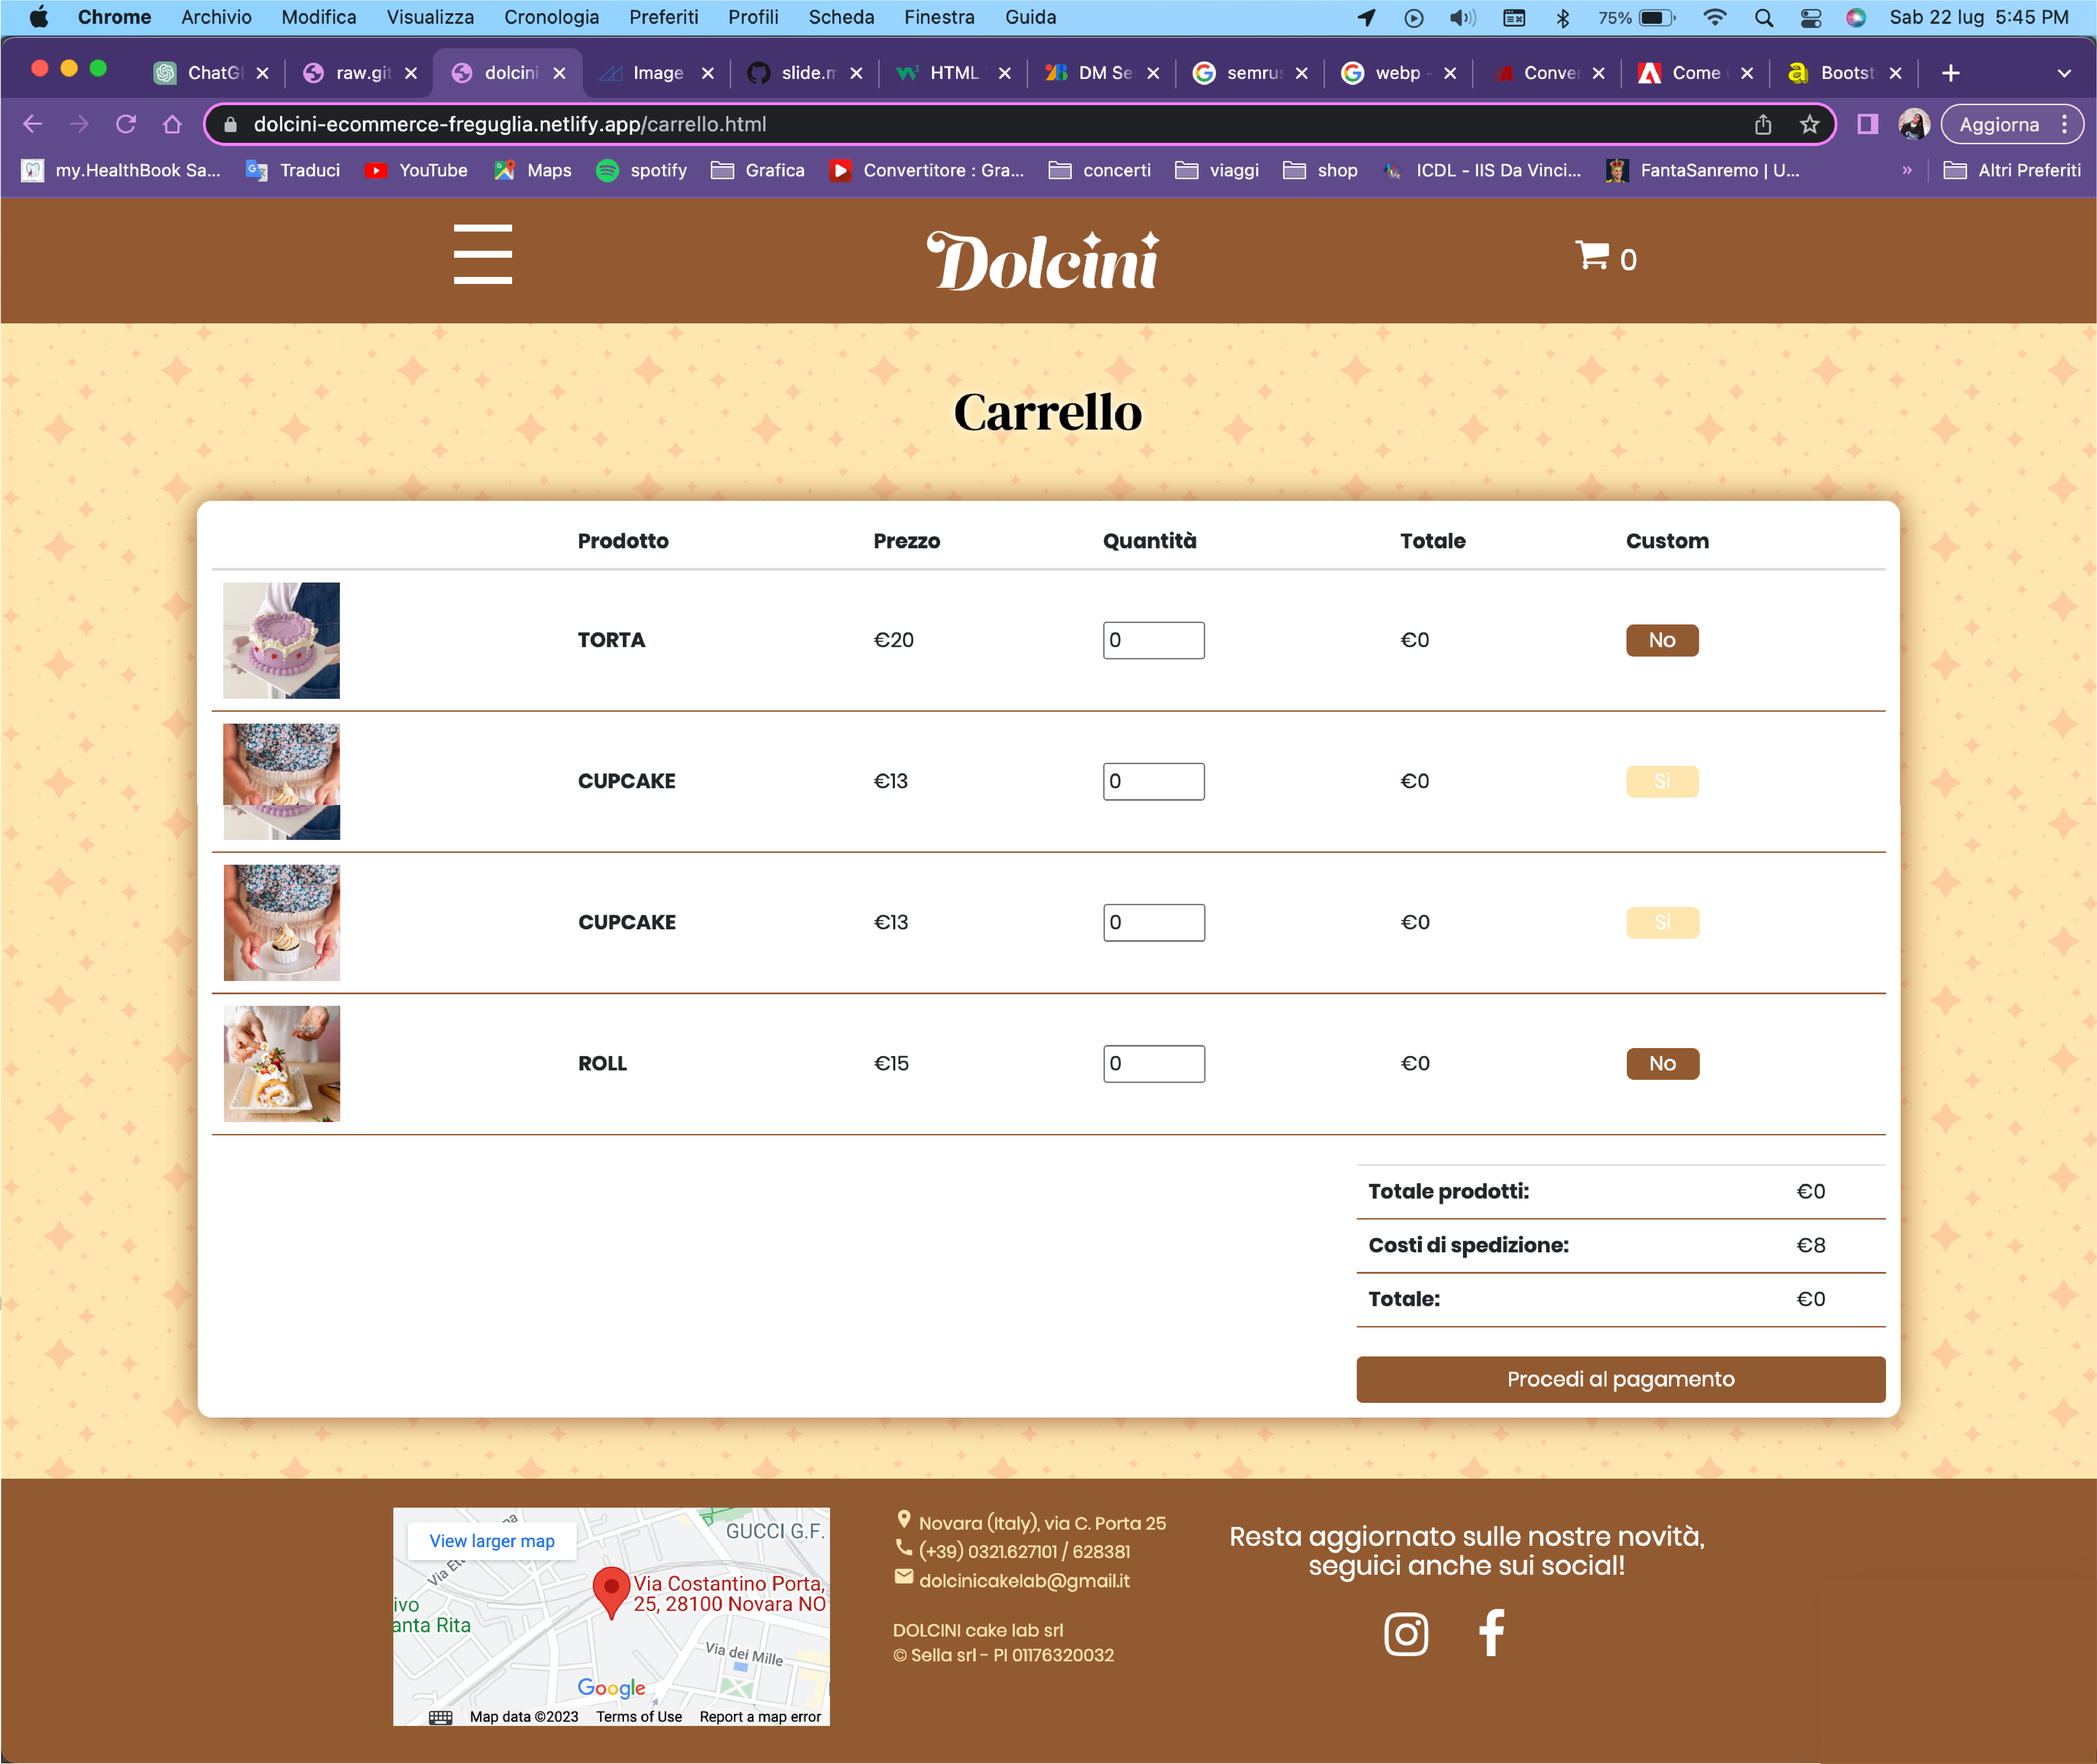 Chrome Archivio Modifica Visualizza Cronologia Preferiti Profili Scheda Finestra Guida 75% Sab 22 lug 5:45 PM
ChatG raw.git dolcini Image slide.m HTML DM Se semrus webp - Conver Come Bootst
dolcini-ecommerce-freguglia.netlify.app/carrello.html Aggiorna
my.HealthBook Sa... Traduci YouTube Maps spotify Grafica Convertitore : Gra... concerti viaggi shop ICDL - IIS Da Vinci... FantaSanremo | U... » Altri Preferiti
Dolcini 0
Carrello
Prodotto Prezzo Quantità Totale Custom
TORTA €20 0 €0 No
CUPCAKE €13 0 €0 Si
CUPCAKE €13 0 €0 Si
ROLL €15 0 €0 No
Totale prodotti: €0
Costi di spedizione: €8
Totale: €0
Procedi al pagamento
View larger map
GUCCI G.F.
Via Costantino Porta,
25, 28100 Novara NO
ivo
anta Rita
Via dei Mille
Google
Map data ©2023 Terms of Use Report a map error
Novara (Italy), via C. Porta 25
(+39) 0321.627101 / 628381
dolcinicakelab@gmail.it
DOLCINI cake lab srl
© Sella srl - PI 01176320032
Resta aggiornato sulle nostre novità,
seguici anche sui social!